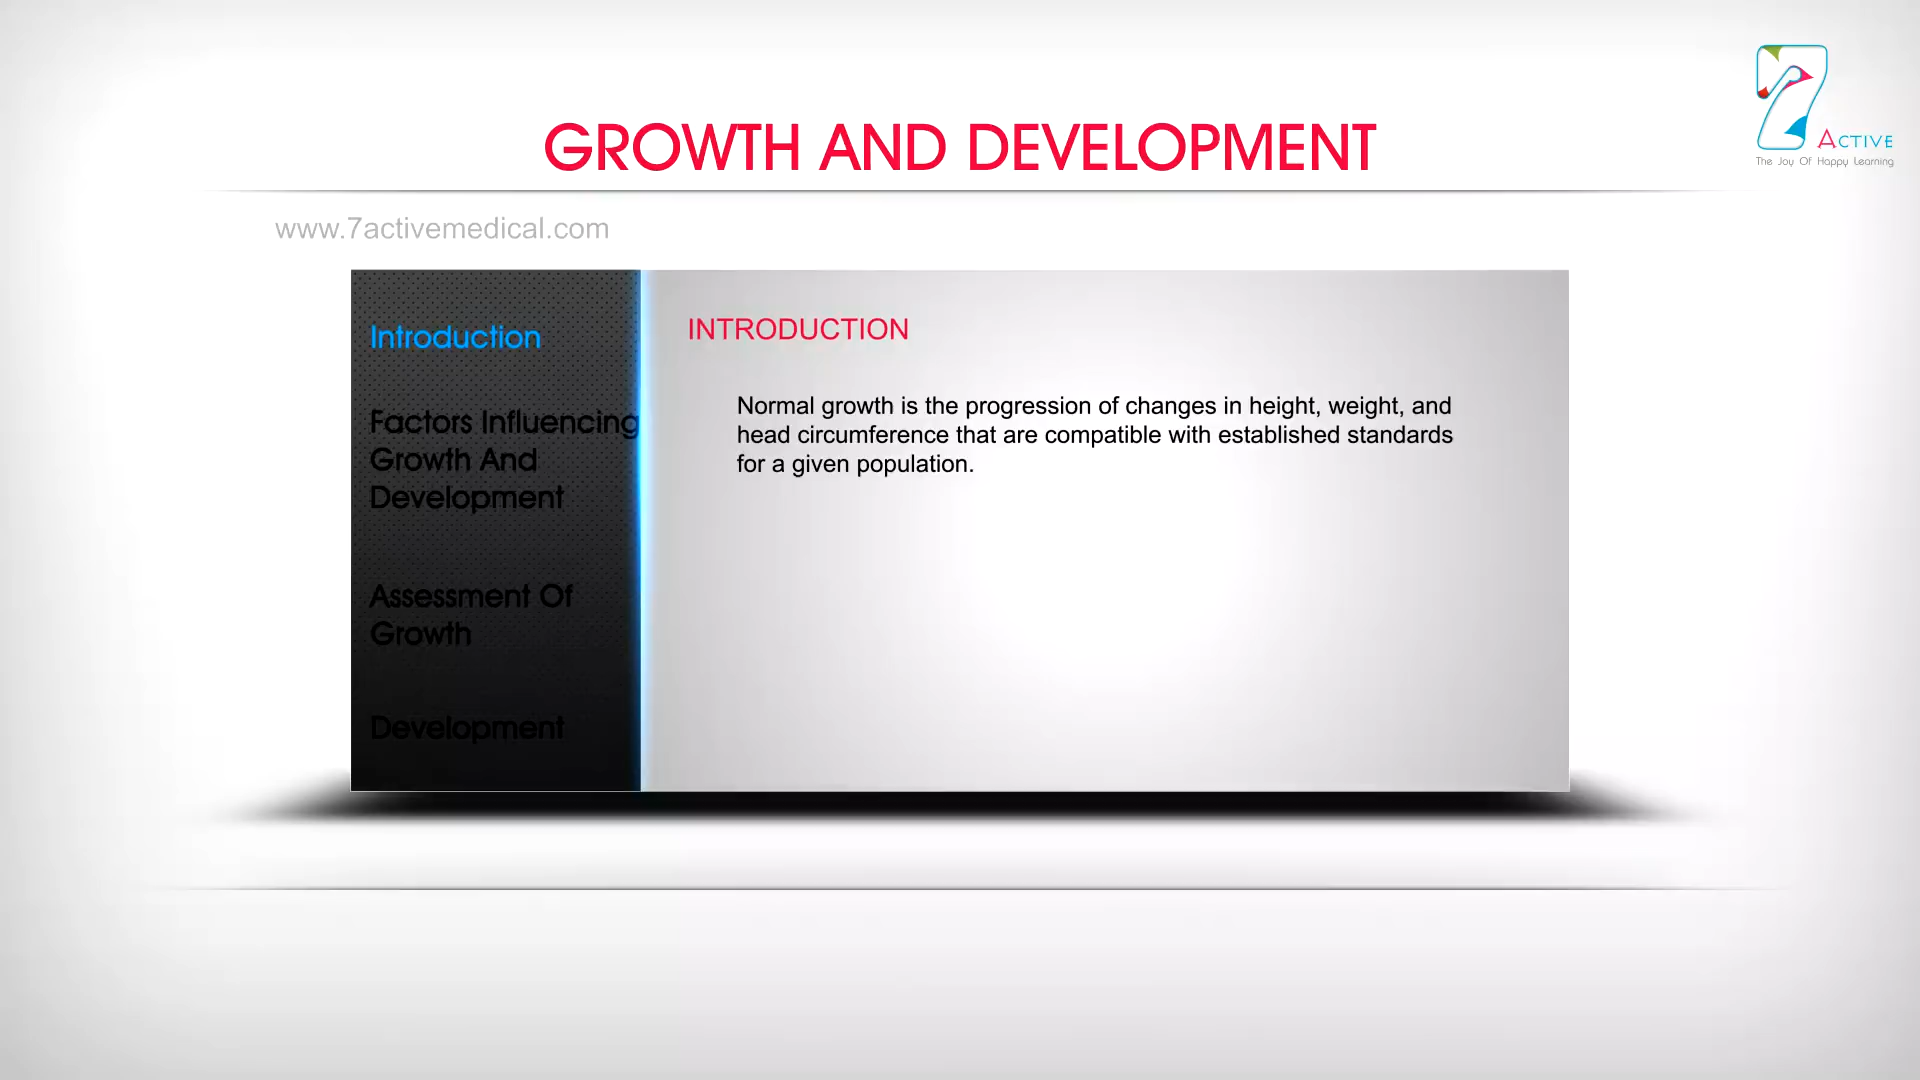 GROWTH AND DEVELOPMENT
7
ACTIVE
The Joy Of Happy Learning
www.7activemedical.com
Introduction
Factors Influencing
Growth And
Development
Assessment Of
Growth
Development
INTRODUCTION
Normal growth is the progression of changes in height, weight, and
head circumference that are compatible with established standards
for a given population.